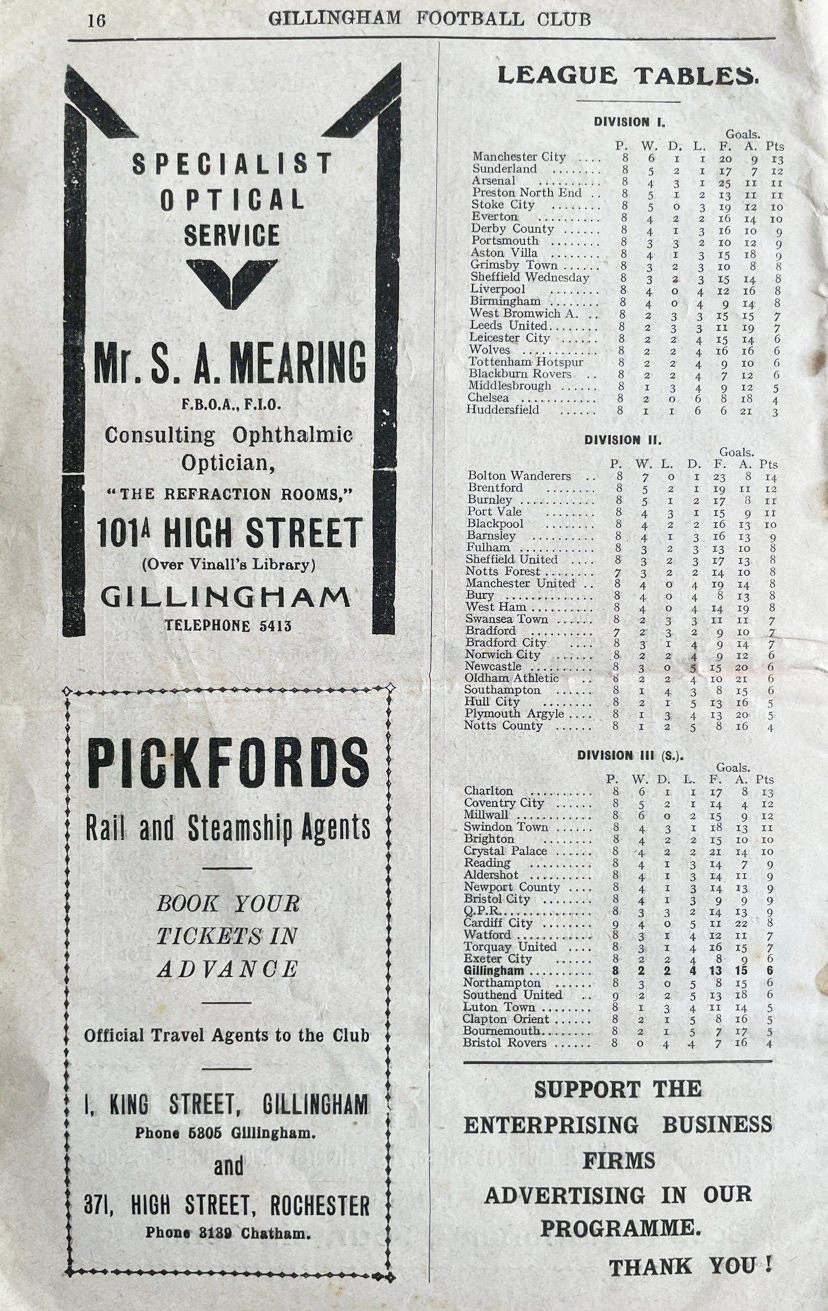 16
GILLINGHAM FOOTBALL CLUB
SPECIALIST
OPTICAL
SERVICE
Mr. S. A. MEARING
F.B.O.A., F.I.O.
Consulting Ophthalmic
Optician,
"THE REFRACTION ROOMS,"
101A HIGH STREET
(Over Vinall's Library)
GILLINGHAM
TELEPHONE 5413
PICKFORDS
Rail and Steamship Agents
BOOK YOUR
TICKETS IN
ADVANCE
Official Travel Agents to the Club
1, KING STREET, GILLINGHAM
Phone 5305 Gillingham.
and
371, HIGH STREET, ROCHESTER
Phone 3139 Chatham.
LEAGUE TABLES.
DIVISION I.
Goals.
P. W. D. L. F. A. Pts
Manchester City .... 8 6 1 1 20 9 13
Sunderland ........ 8 5 2 1 17 7 12
Arsenal .......... 8 4 3 1 25 11 11
Preston North End .. 8 5 1 2 13 11 11
Stoke City ........ 8 5 0 3 19 12 10
Everton .......... 8 4 2 2 16 14 10
Derby County ...... 8 4 1 3 16 10 9
Portsmouth ........ 8 3 3 2 10 12 9
Aston Villa ........ 8 4 1 3 15 18 9
Grimsby Town ...... 8 3 2 3 10 8 8
Sheffield Wednesday 8 3 2 3 15 14 8
Liverpool .......... 8 4 0 4 12 16 8
Birmingham ........ 8 4 0 4 9 14 8
West Bromwich A. .. 8 2 3 3 15 15 7
Leeds United........ 8 2 3 3 11 19 7
Leicester City ...... 8 2 2 4 15 14 6
Wolves ............ 8 2 2 4 16 16 6
Tottenham Hotspur 8 2 2 4 9 10 6
Blackburn Rovers .. 8 2 2 4 7 12 6
Middlesbrough ...... 8 1 3 4 9 12 5
Chelsea ............ 8 2 0 6 8 18 4
Huddersfield ...... 8 1 1 6 6 21 3
DIVISION II.
Goals.
P. W. L. D. F. A. Pts
Bolton Wanderers .. 8 7 0 1 23 8 14
Brentford .......... 8 5 2 1 19 11 12
Burnley ............ 8 5 1 2 17 8 11
Port Vale .......... 8 4 3 1 15 9 11
Blackpool .......... 8 4 2 2 16 13 10
Barnsley .......... 8 4 1 3 16 13 9
Fulham ............ 8 3 2 3 13 10 8
Sheffield United .... 8 3 2 3 17 13 8
Notts Forest ........ 7 3 2 2 14 10 8
Manchester United .. 8 4 0 4 19 14 8
Bury .............. 8 4 0 4 8 13 8
West Ham .......... 8 4 0 4 14 19 8
Swansea Town ...... 8 2 3 3 11 11 7
Bradford .......... 7 2 3 2 9 10 7
Bradford City ...... 8 3 1 4 9 14 7
Norwich City ...... 8 2 2 4 9 12 6
Newcastle .......... 8 3 0 5 15 20 6
Oldham Athletic .. 8 2 2 4 10 21 6
Southampton ...... 8 1 4 3 8 15 6
Hull City .......... 8 2 1 5 13 16 5
Plymouth Argyle .... 8 1 3 4 13 20 5
Notts County ...... 8 1 2 5 8 16 4
DIVISION III (S.).
Goals.
P. W. D. L. F. A. Pts
Charlton .......... 8 6 1 1 17 8 13
Coventry City ...... 8 5 2 1 14 4 12
Millwall ............ 8 6 0 2 15 9 12
Swindon Town ...... 8 4 3 1 18 13 11
Brighton .......... 8 4 2 2 15 10 10
Crystal Palace ...... 8 4 2 2 21 14 10
Reading .......... 8 4 1 3 14 7 9
Aldershot .......... 8 4 1 3 14 11 9
Newport County .... 8 4 1 3 14 13 9
Bristol City ........ 8 4 1 3 9 9 9
Q.P.R.............. 8 3 3 2 14 13 9
Cardiff City ........ 9 4 0 5 11 22 8
Watford ............ 8 3 1 4 12 11 7
Torquay United .... 8 3 1 4 16 15 7
Exeter City ........ 8 2 2 4 8 9 6
Gillingham .......... 8 2 2 4 13 15 6
Northampton ...... 8 3 0 5 8 15 6
Southend United .. 9 2 2 5 13 18 6
Luton Town ........ 8 1 3 4 11 14 5
Clapton Orient ...... 8 2 1 5 8 16 5
Bournemouth........ 8 2 1 5 7 17 5
Bristol Rovers ...... 8 0 4 4 7 16 4
SUPPORT THE
ENTERPRISING BUSINESS
FIRMS
ADVERTISING IN OUR
PROGRAMME.
THANK YOU!